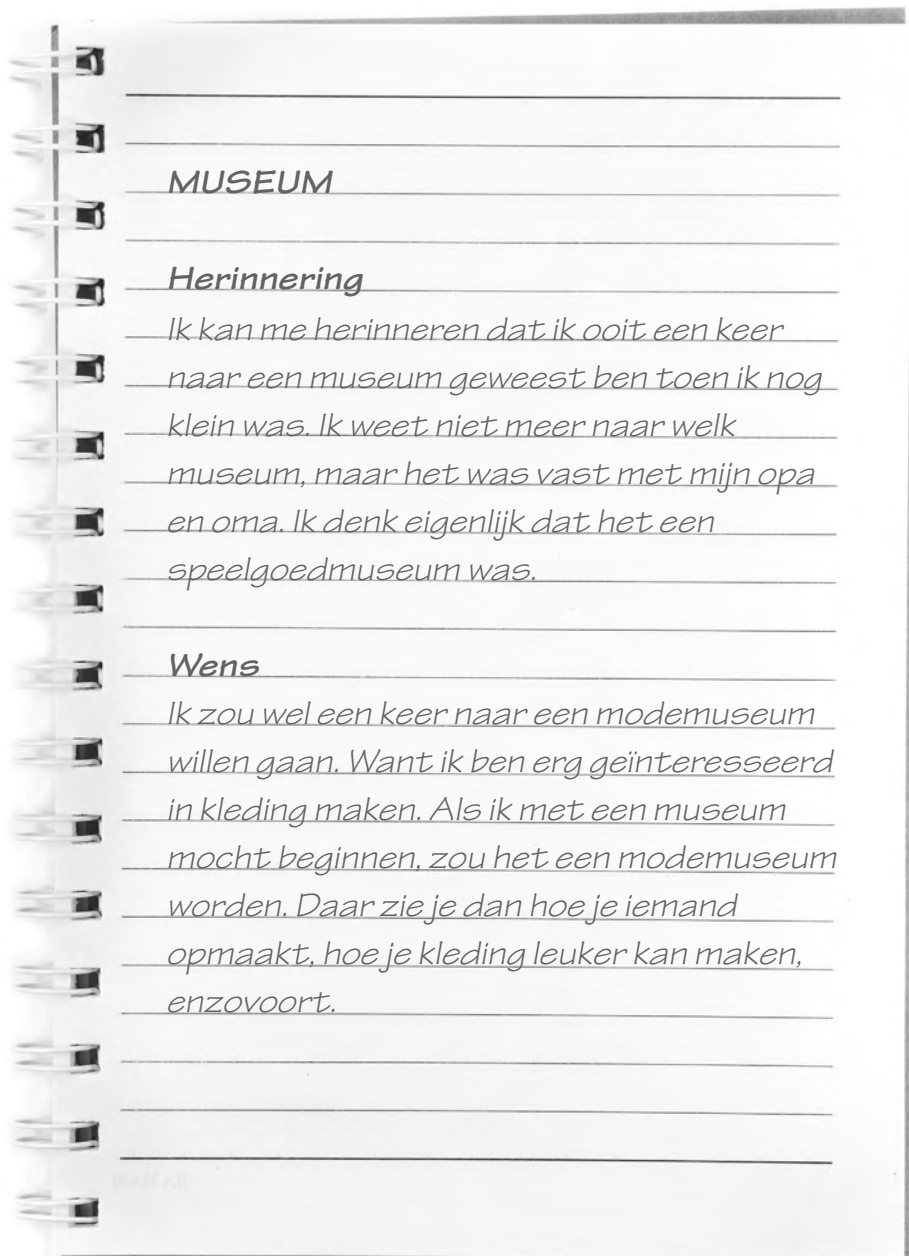 MUSEUM
Herinnering
Ik kan me herinneren dat ik ooit een keer
naar een museum geweest ben toen ik nog
klein was. Ik weet niet meer naar welk
museum, maar het was vast met mijn opa
en oma. Ik denk eigenlijk dat het een
speelgoedmuseum was.
Wens
Ik zou wel een keer naar een modemuseum
willen gaan. Want ik ben erg geïnteresseerd
in kleding maken. Als ik met een museum
mocht beginnen, zou het een modemuseum
worden. Daar zie je dan hoe je iemand
opmaakt, hoe je kleding leuker kan maken,
enzovoort.